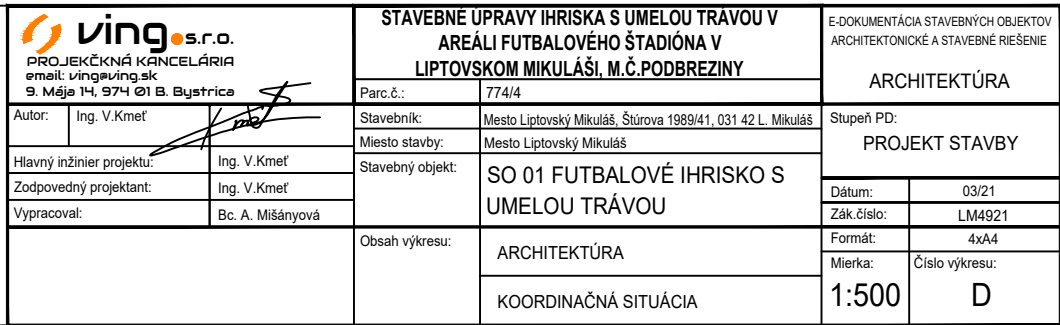 ving s.r.o.
PROJEKČKNÁ KANCELÁRIA
email: ving@ving.sk
9. Mája 14, 974 01 B. Bystrica
STAVEBNÉ ÚPRAVY IHRISKA S UMELOU TRÁVOU V
AREÁLI FUTBALOVÉHO ŠTADIÓNA V
LIPTOVSKOM MIKULÁŠI, M.Č.PODBREZINY
Parc.č.: 774/4
E-DOKUMENTÁCIA STAVEBNÝCH OBJEKTOV
ARCHITEKTONICKÉ A STAVEBNÉ RIEŠENIE
ARCHITEKTÚRA
Autor: Ing. V.Kmeť
Hlavný inžinier projektu: Ing. V.Kmeť
Zodpovedný projektant: Ing. V.Kmeť
Vypracoval: Bc. A. Mišányová
Stavebník: Mesto Liptovský Mikuláš, Štúrova 1989/41, 031 42 L. Mikuláš
Miesto stavby: Mesto Liptovský Mikuláš
Stavebný objekt: SO 01 FUTBALOVÉ IHRISKO S
UMELOU TRÁVOU
Obsah výkresu: ARCHITEKTÚRA
KOORDINAČNÁ SITUÁCIA
Stupeň PD:
PROJEKT STAVBY
Dátum: 03/21
Zák.číslo: LM4921
Formát: 4xA4
Mierka: Číslo výkresu:
1:500 D